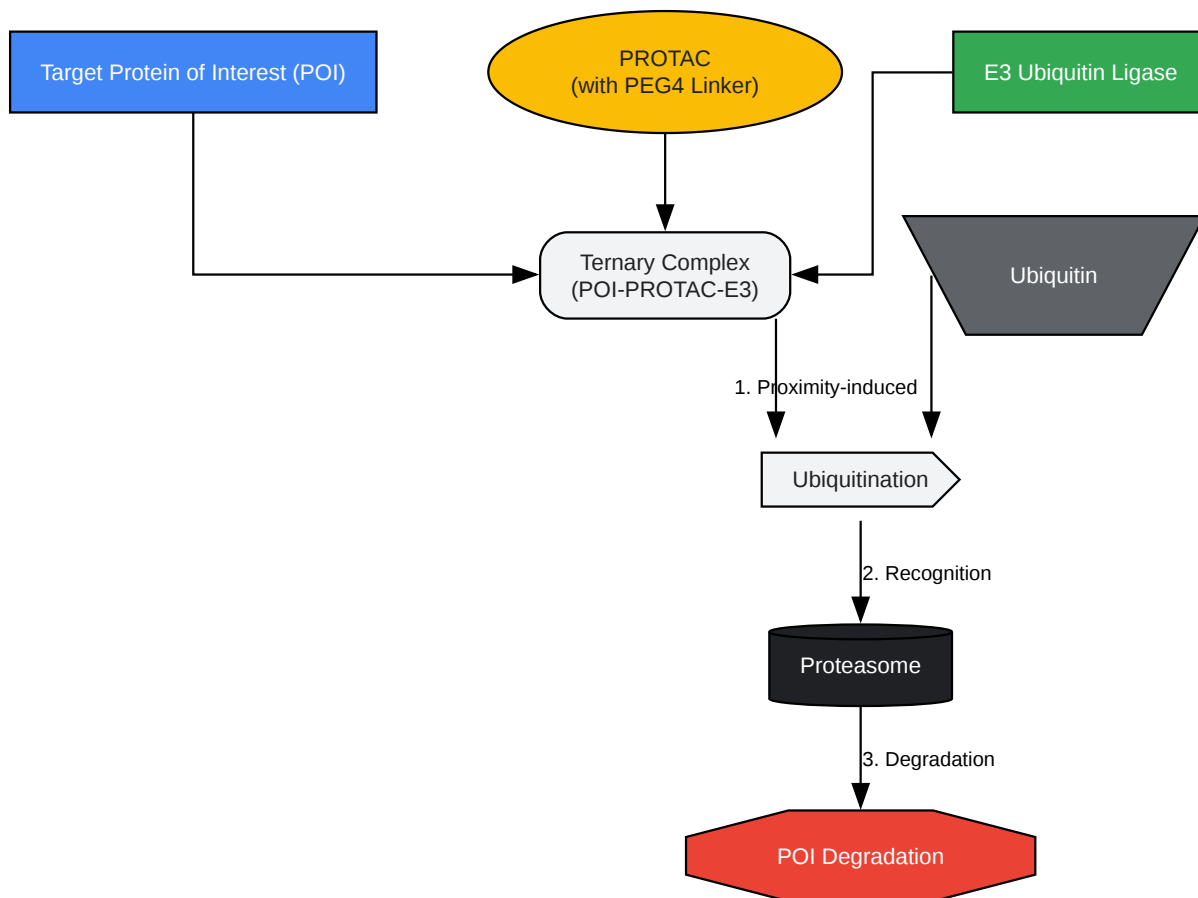 Target Protein of Interest (POI)
PROTAC
(with PEG4 Linker)
E3 Ubiquitin Ligase
Ternary Complex
(POI-PROTAC-E3)
Ubiquitin
1. Proximity-induced
Ubiquitination
2. Recognition
Proteasome
3. Degradation
POI Degradation